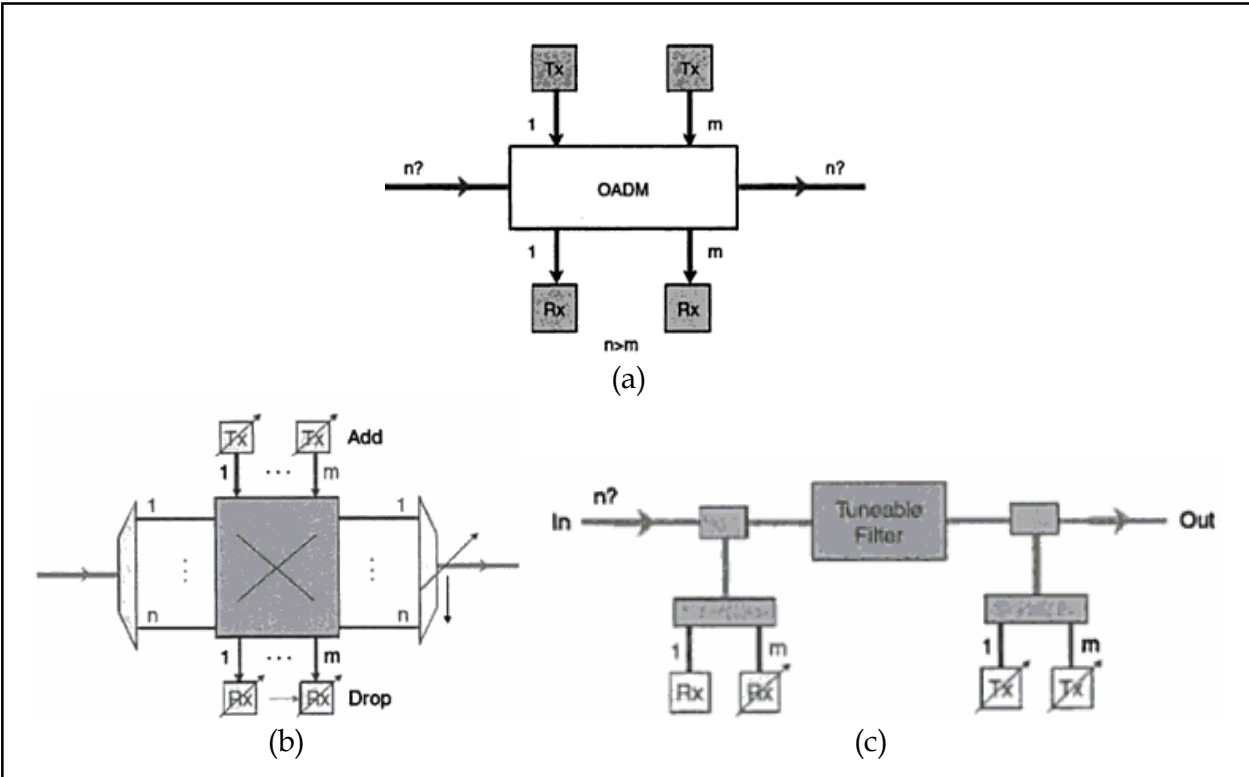 Tx Tx
1 m
n? OADM n?
1 m
Rx Rx
n>m
(a)
Tx Tx Add
1 ... m
1 1
n n
1 ... m
Rx Rx Drop
(b)
n?
In Tuneable Filter Out
1 m 1 m
Rx Rx Tx Tx
(c)